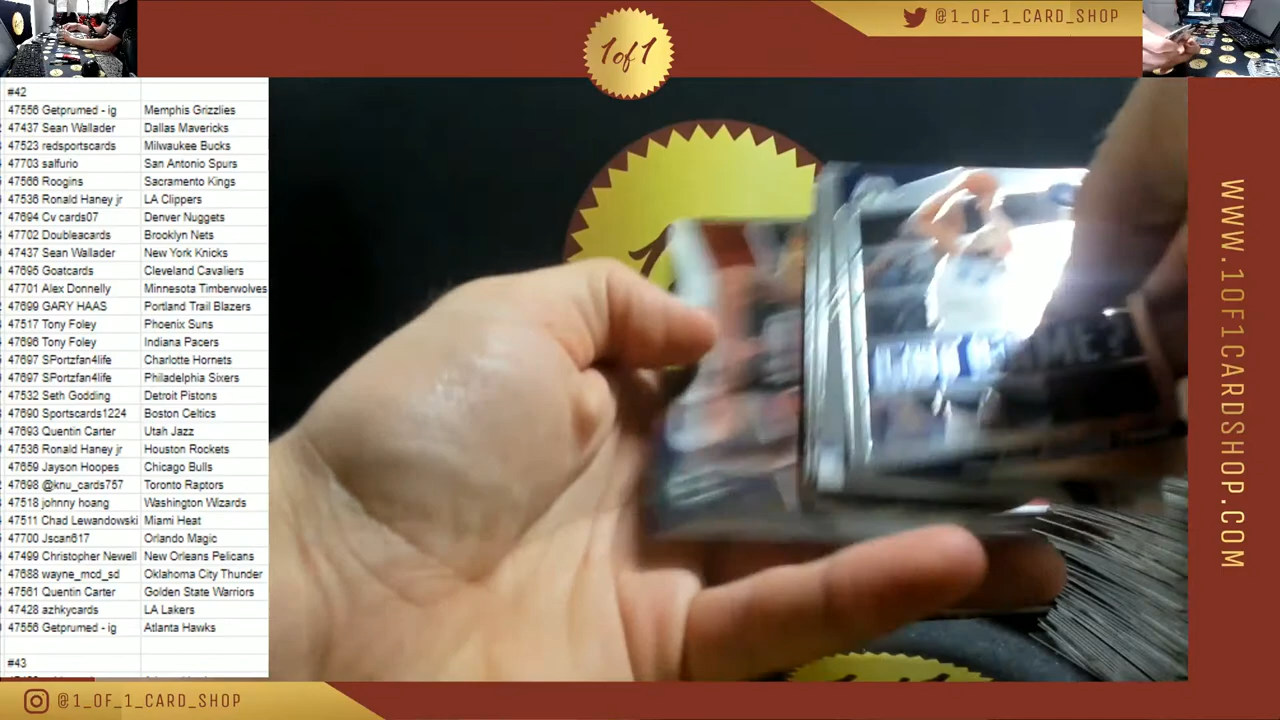 @1_OF_1_CARD_SHOP
1of1
#42
47556 Getprumed - ig Memphis Grizzlies
47437 Sean Wallader Dallas Mavericks
47523 redsportscards Milwaukee Bucks
47703 salfurio San Antonio Spurs
47566 Roogins Sacramento Kings
47536 Ronald Haney jr LA Clippers
47694 Cv cards07 Denver Nuggets
47702 Doubleacards Brooklyn Nets
47437 Sean Wallader New York Knicks
47695 Goatcards Cleveland Cavaliers
47701 Alex Donnelly Minnesota Timberwolves
47699 GARY HAAS Portland Trail Blazers
47517 Tony Foley Phoenix Suns
47696 Tony Foley Indiana Pacers
47697 SPortzfan4life Charlotte Hornets
47697 SPortzfan4life Philadelphia Sixers
47532 Seth Godding Detroit Pistons
47690 Sportscards1224 Boston Celtics
47693 Quentin Carter Utah Jazz
47536 Ronald Haney jr Houston Rockets
47659 Jayson Hoopes Chicago Bulls
47698 @knu_cards757 Toronto Raptors
47518 johnny hoang Washington Wizards
47511 Chad Lewandowski Miami Heat
47700 Jscan617 Orlando Magic
47499 Christopher Newell New Orleans Pelicans
47688 wayne_mcd_sd Oklahoma City Thunder
47561 Quentin Carter Golden State Warriors
47428 azhkycards LA Lakers
47556 Getprumed - ig Atlanta Hawks
#43
WWW.1OF1CARDSHOP.COM
@1_OF_1_CARD_SHOP